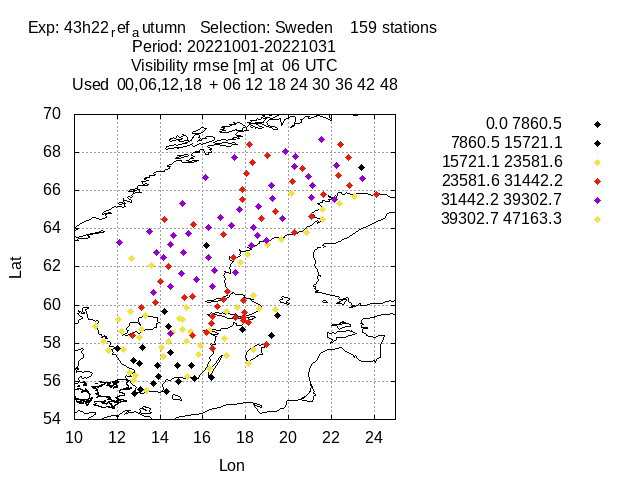 Exp: 43h22refautumn Selection: Sweden 159 stations
Period: 20221001-20221031
Visibility rmse [m] at 06 UTC
Used 00,06,12,18 + 06 12 18 24 30 36 42 48
70
68
66
64
62
60
58
56
54
Lat
10 12 14 16 18 20 22 24
Lon
0.0 7860.5
7860.5 15721.1
15721.1 23581.6
23581.6 31442.2
31442.2 39302.7
39302.7 47163.3